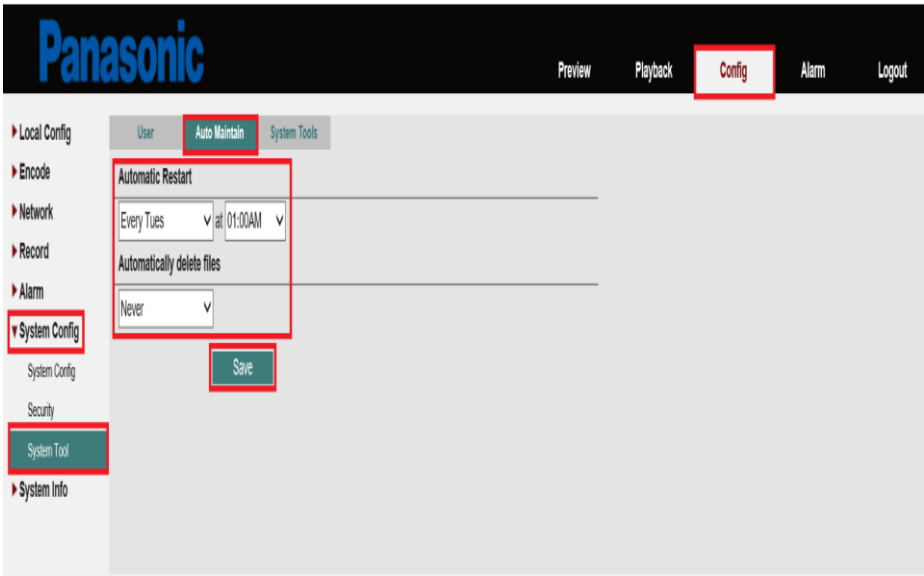 Panasonic
Preview Playback Config Alarm Logout
Local Config
Encode
Network
Record
Alarm
System Config
System Config
Security
System Tool
System Info
User Auto Maintain System Tools
Automatic Restart
Every Tues at 01:00AM
Automatically delete files
Never
Save